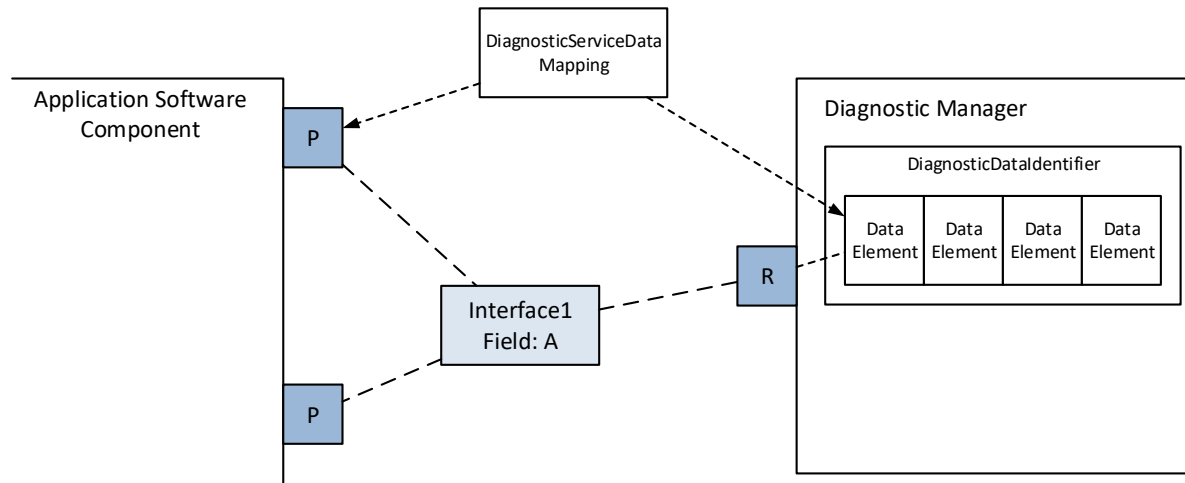 DiagnosticServiceData
Mapping
Application Software
Component
P
Diagnostic Manager
DiagnosticDataIdentifier
Data
Element
Data
Element
Data
Element
Data
Element
R
Interface1
Field: A
P